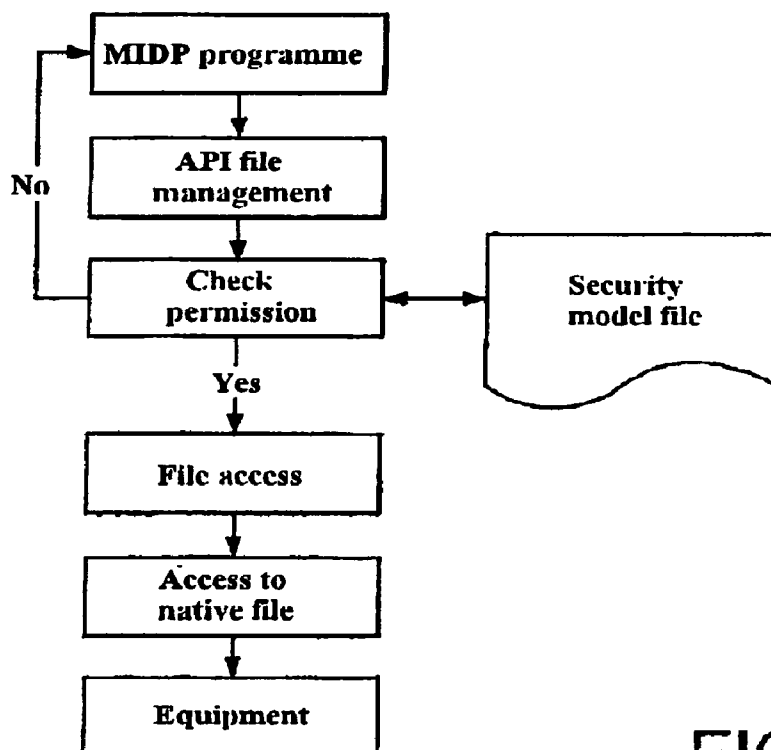 MIDP programme
API file
management
No
Check
permission
Security
model file
Yes
File access
Access to
native file
Equipment